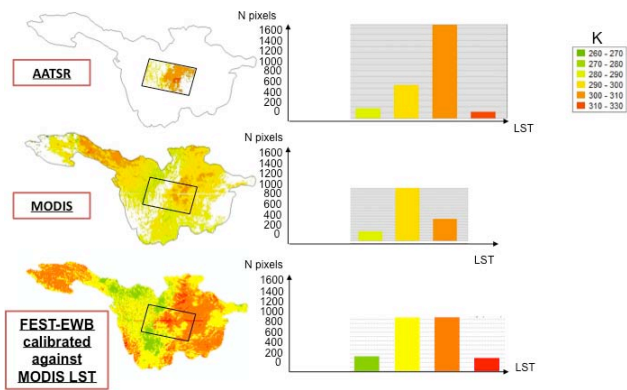 N pixels
1600
1400
1200
1000
800
600
400
200
0
LST
AATSR
K
260 - 270
270 - 280
280 - 290
290 - 300
300 - 310
310 - 330
N pixels
1600
1400
1200
1000
800
600
400
200
0
LST
MODIS
N pixels
1600
1400
1200
1000
800
600
400
200
0
LST
FEST-EWB
calibrated
against
MODIS LST